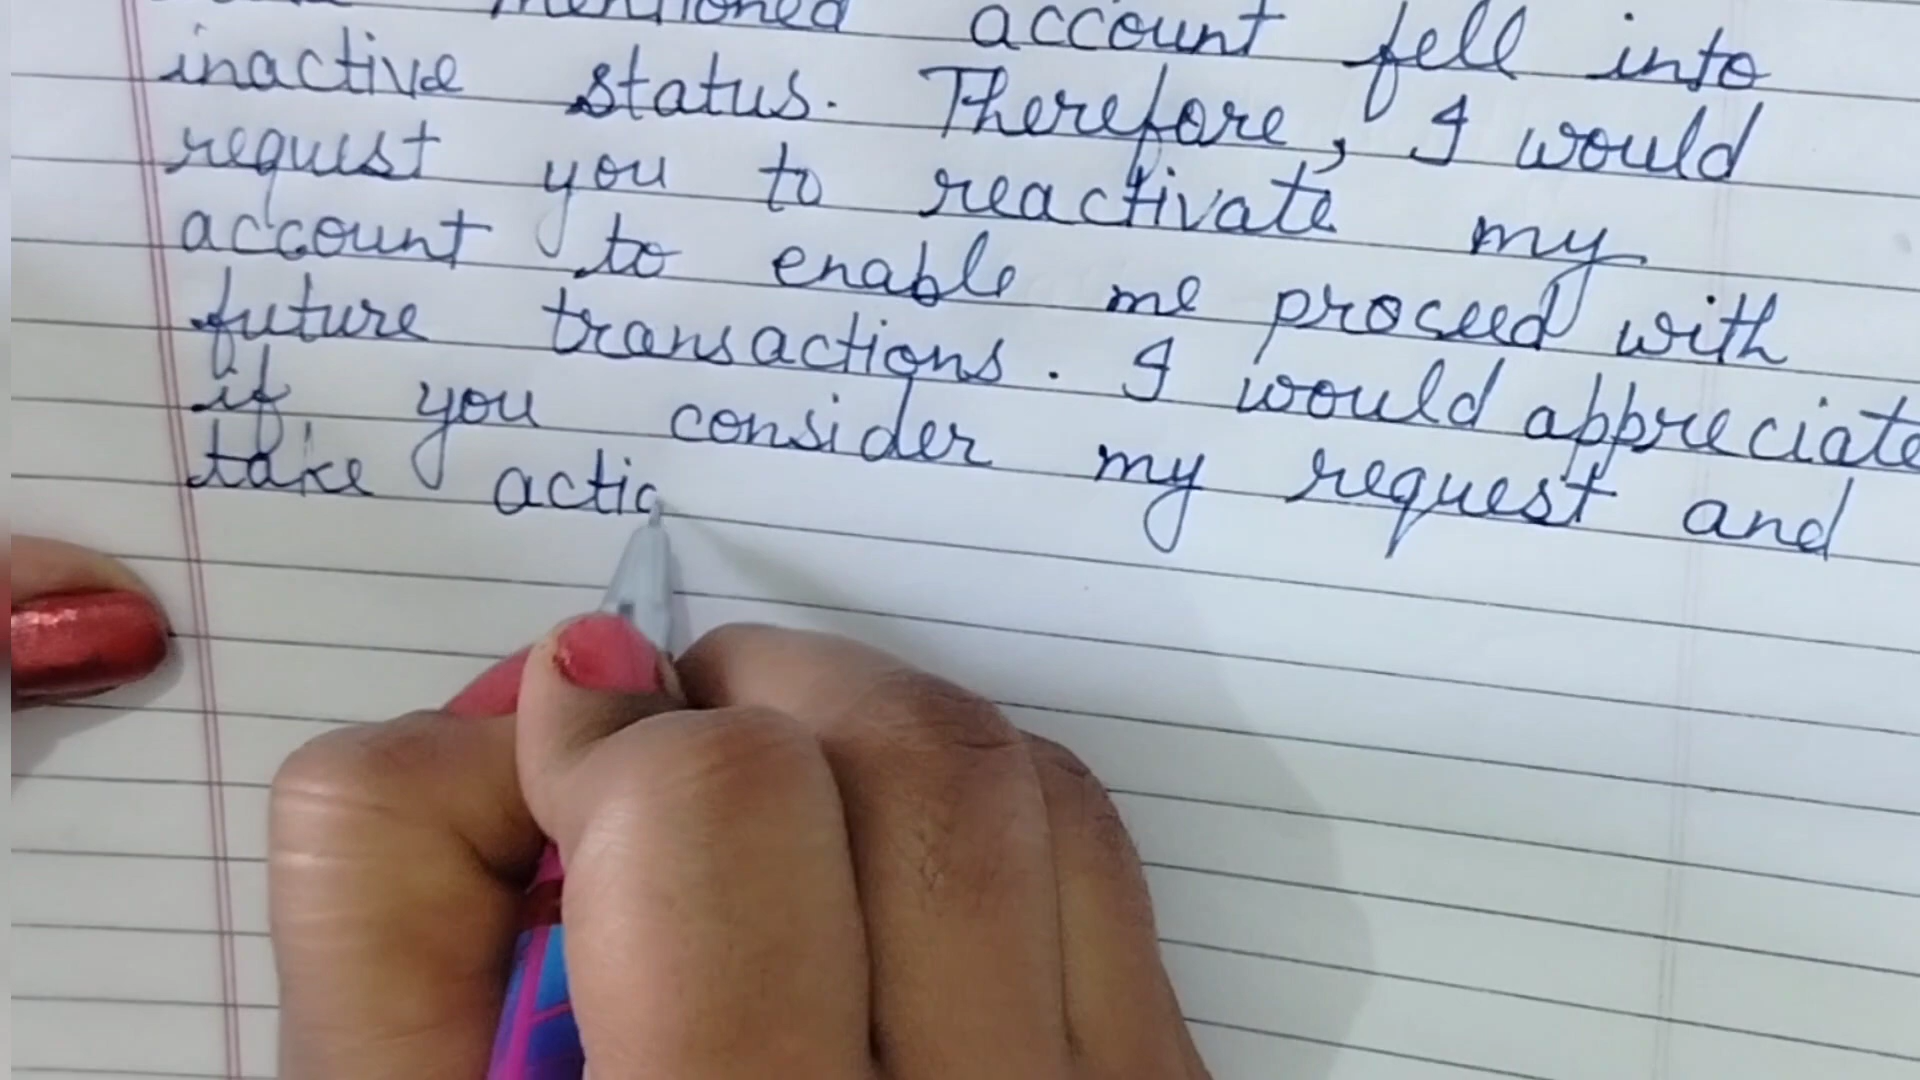 mentioned account fell into
inactive status. Therefore, I would
request you to reactivate my
account to enable me proceed with
future transactions. I would appreciate
if you consider my request and
take actio